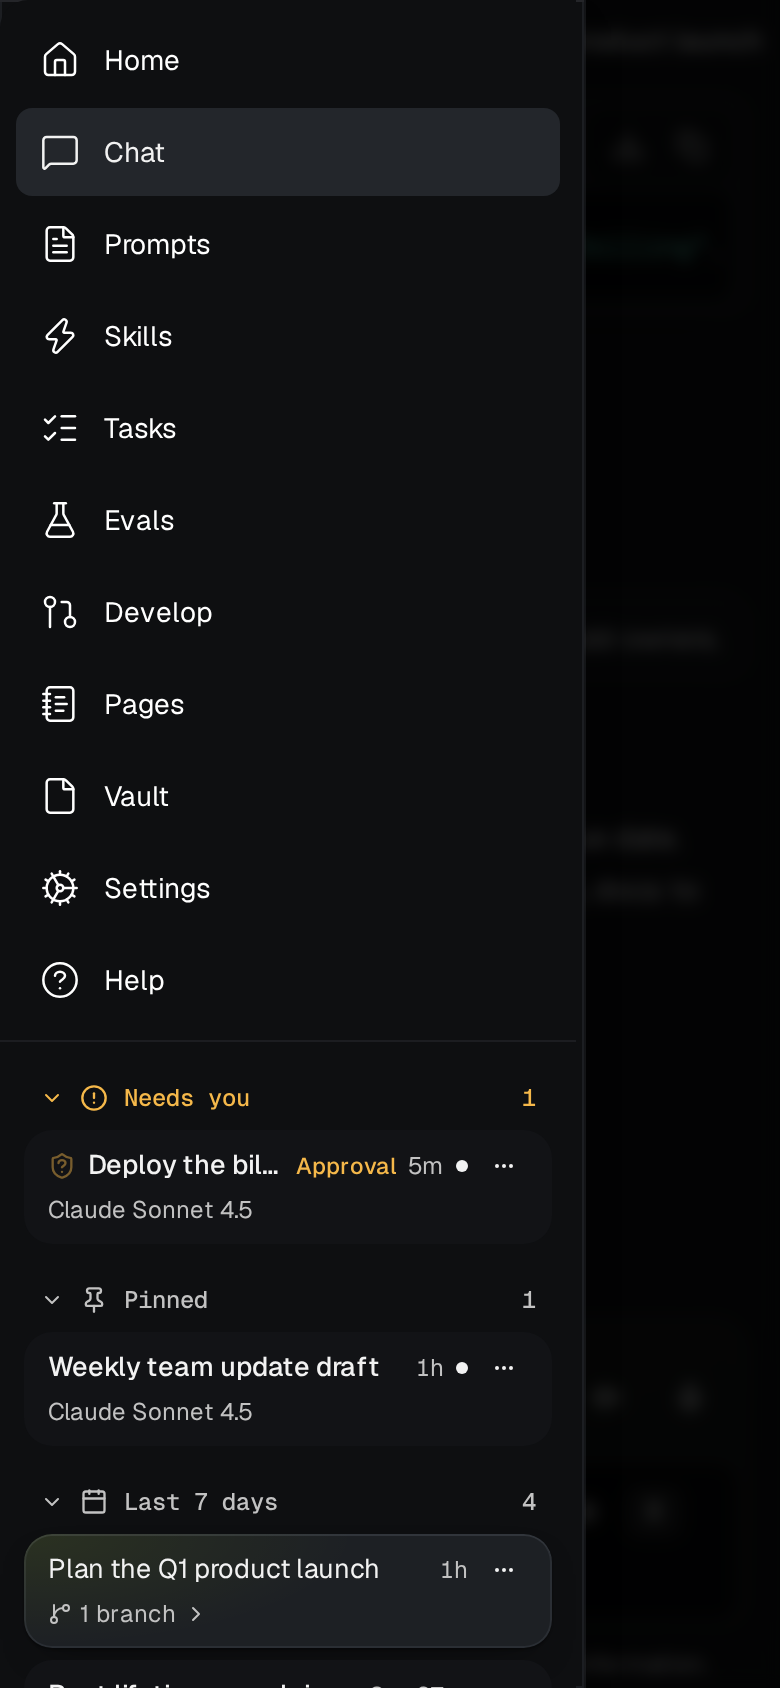 Home
Chat
Prompts
Skills
Tasks
Evals
Develop
Pages
Vault
Settings
Help
Needs you 1
Deploy the bil... Approval 5m
Claude Sonnet 4.5
Pinned 1
Weekly team update draft 1h
Claude Sonnet 4.5
Last 7 days 4
Plan the Q1 product launch 1h
1 branch